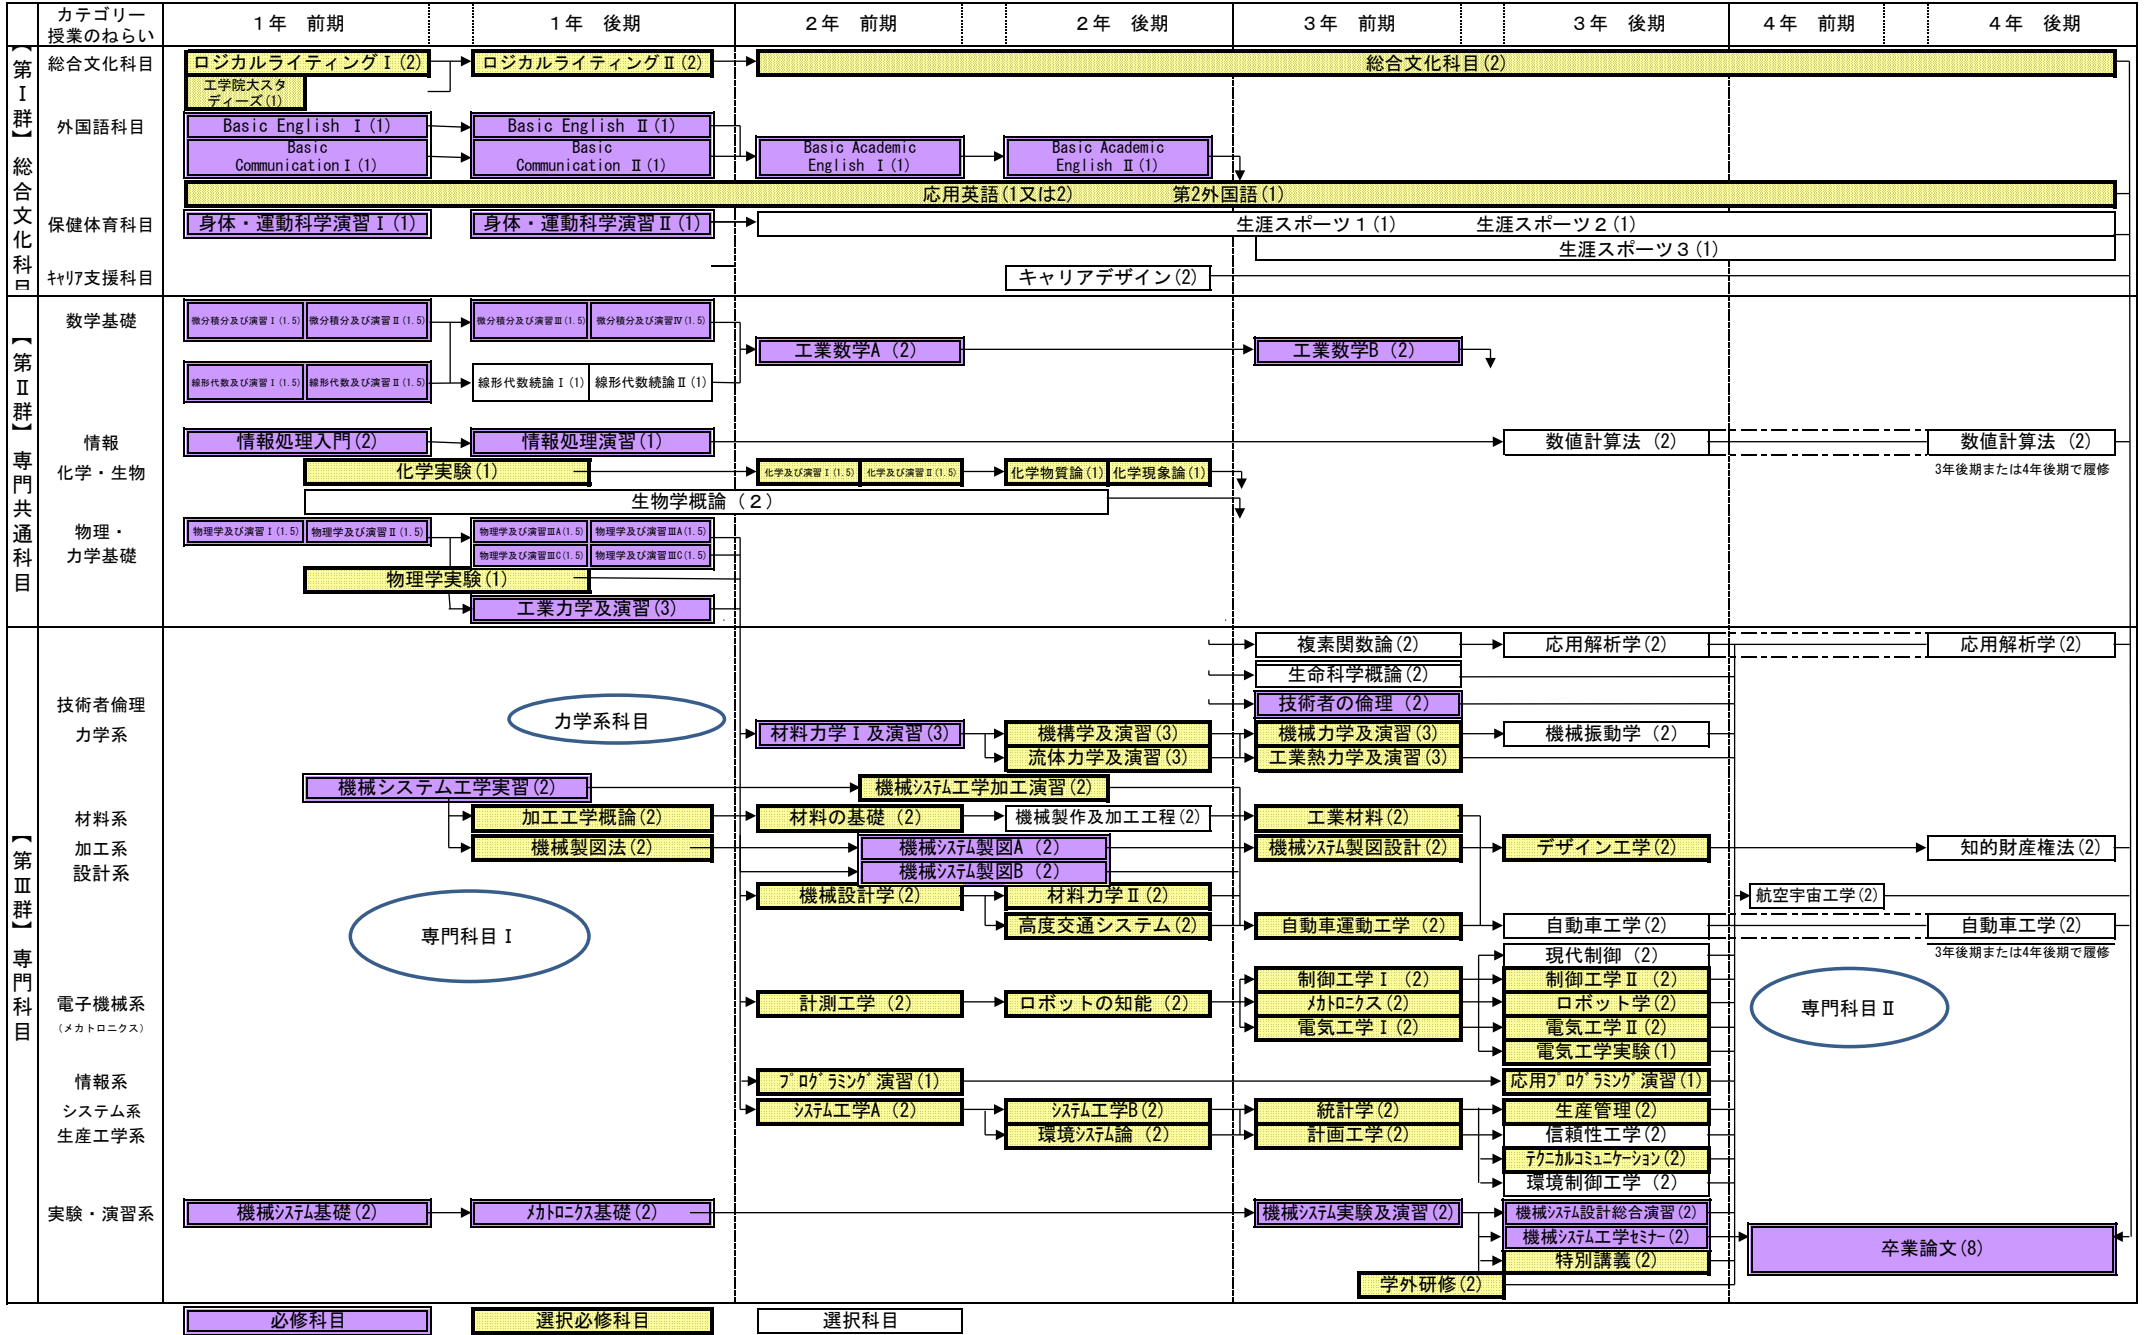 カテゴリー
授業のねらい
１年　前期
１年　後期
２年　前期
２年　後期
３年　前期
３年　後期
４年　前期
４年　後期
【第Ⅰ群】総合文化科目
総合文化科目
ロジカルライティングⅠ(2)
ロジカルライティングⅡ(2)
総合文化科目(2)
工学院大スタ
ディーズ(1)
外国語科目
Basic English Ⅰ(1)
Basic English Ⅱ(1)
Basic
Communication Ⅰ(1)
Basic
Communication Ⅱ(1)
Basic Academic
English Ⅰ(1)
Basic Academic
English Ⅱ(1)
応用英語(1又は2)　第2外国語(1)
保健体育科目
身体・運動科学演習Ⅰ(1)
身体・運動科学演習Ⅱ(1)
生涯スポーツ１(1)　生涯スポーツ２(1)
生涯スポーツ３(1)
ｷｬﾘｱ支援科目
キャリアデザイン(2)
【第Ⅱ群】専門共通科目
数学基礎
微分積分及び演習Ⅰ(1.5)
微分積分及び演習Ⅱ(1.5)
微分積分及び演習Ⅲ(1.5)
微分積分及び演習Ⅳ(1.5)
工業数学A（2）
工業数学B（2）
線形代数及び演習Ⅰ(1.5)
線形代数及び演習Ⅱ(1.5)
線形代数続論Ⅰ(1)
線形代数続論Ⅱ(1)
情報
情報処理入門(2)
情報処理演習(1)
数値計算法（2）
数値計算法（2）
化学・生物
化学実験(1)
化学及び演習Ⅰ(1.5)
化学及び演習Ⅱ(1.5)
化学物質論(1)
化学現象論(1)
3年後期または4年後期で履修
生物学概論（２）
物理・
力学基礎
物理学及び演習Ⅰ(1.5)
物理学及び演習Ⅱ(1.5)
物理学及び演習ⅢA(1.5)
物理学及び演習ⅢA(1.5)
物理学及び演習ⅢC(1.5)
物理学及び演習ⅢC(1.5)
物理学実験(1)
工業力学及演習(3)
【第Ⅲ群】専門科目
複素関数論(2)
応用解析学(2)
応用解析学(2)
生命科学概論(2)
技術者倫理
技術者の倫理（2）
力学系科目
力学系
材料力学Ⅰ及演習(3)
機構学及演習(3)
機械力学及演習(3)
機械振動学（2）
流体力学及演習(3)
工業熱力学及演習(3)
機械システム工学実習(2)
機械ｼｽﾃﾑ工学加工演習(2)
材料系
加工工学概論(2)
材料の基礎（2）
機械製作及加工工程(2)
工業材料(2)
加工系
機械製図法(2)
機械ｼｽﾃﾑ製図A（2）
機械ｼｽﾃﾑ製図設計(2)
デザイン工学(2)
知的財産権法(2)
設計系
機械ｼｽﾃﾑ製図B（2）
機械設計学(2)
材料力学Ⅱ(2)
航空宇宙工学(2)
専門科目Ⅰ
高度交通システム(2)
自動車運動工学（2）
自動車工学(2)
自動車工学(2)
3年後期または4年後期で履修
現代制御（2）
制御工学Ⅰ（2）
制御工学Ⅱ（2）
電子機械系
（メカトロニクス）
計測工学（2）
ロボットの知能（2）
ﾒｶﾄﾛﾆｸｽ(2)
ロボット学(2)
専門科目Ⅱ
電気工学Ⅰ(2)
電気工学Ⅱ(2)
電気工学実験(1)
情報系
ﾌﾟﾛｸﾞﾗﾐﾝｸﾞ演習(1)
応用ﾌﾟﾛｸﾞﾗﾐﾝｸﾞ演習(1)
システム系
ｼｽﾃﾑ工学A（2）
ｼｽﾃﾑ工学B(2)
統計学(2)
生産管理(2)
生産工学系
環境ｼｽﾃﾑ論（2）
計画工学(2)
信頼性工学(2)
ﾃｸﾆｶﾙｺﾐｭﾆｹｰｼｮﾝ(2)
環境制御工学（2）
実験・演習系
機械ｼｽﾃﾑ基礎(2)
ﾒｶﾄﾛﾆｸｽ基礎(2)
機械ｼｽﾃﾑ実験及演習(2)
機械ｼｽﾃﾑ設計総合演習(2)
機械ｼｽﾃﾑ工学ｾﾐﾅｰ(2)
卒業論文(8)
特別講義(2)
学外研修(2)
必修科目
選択必修科目
選択科目